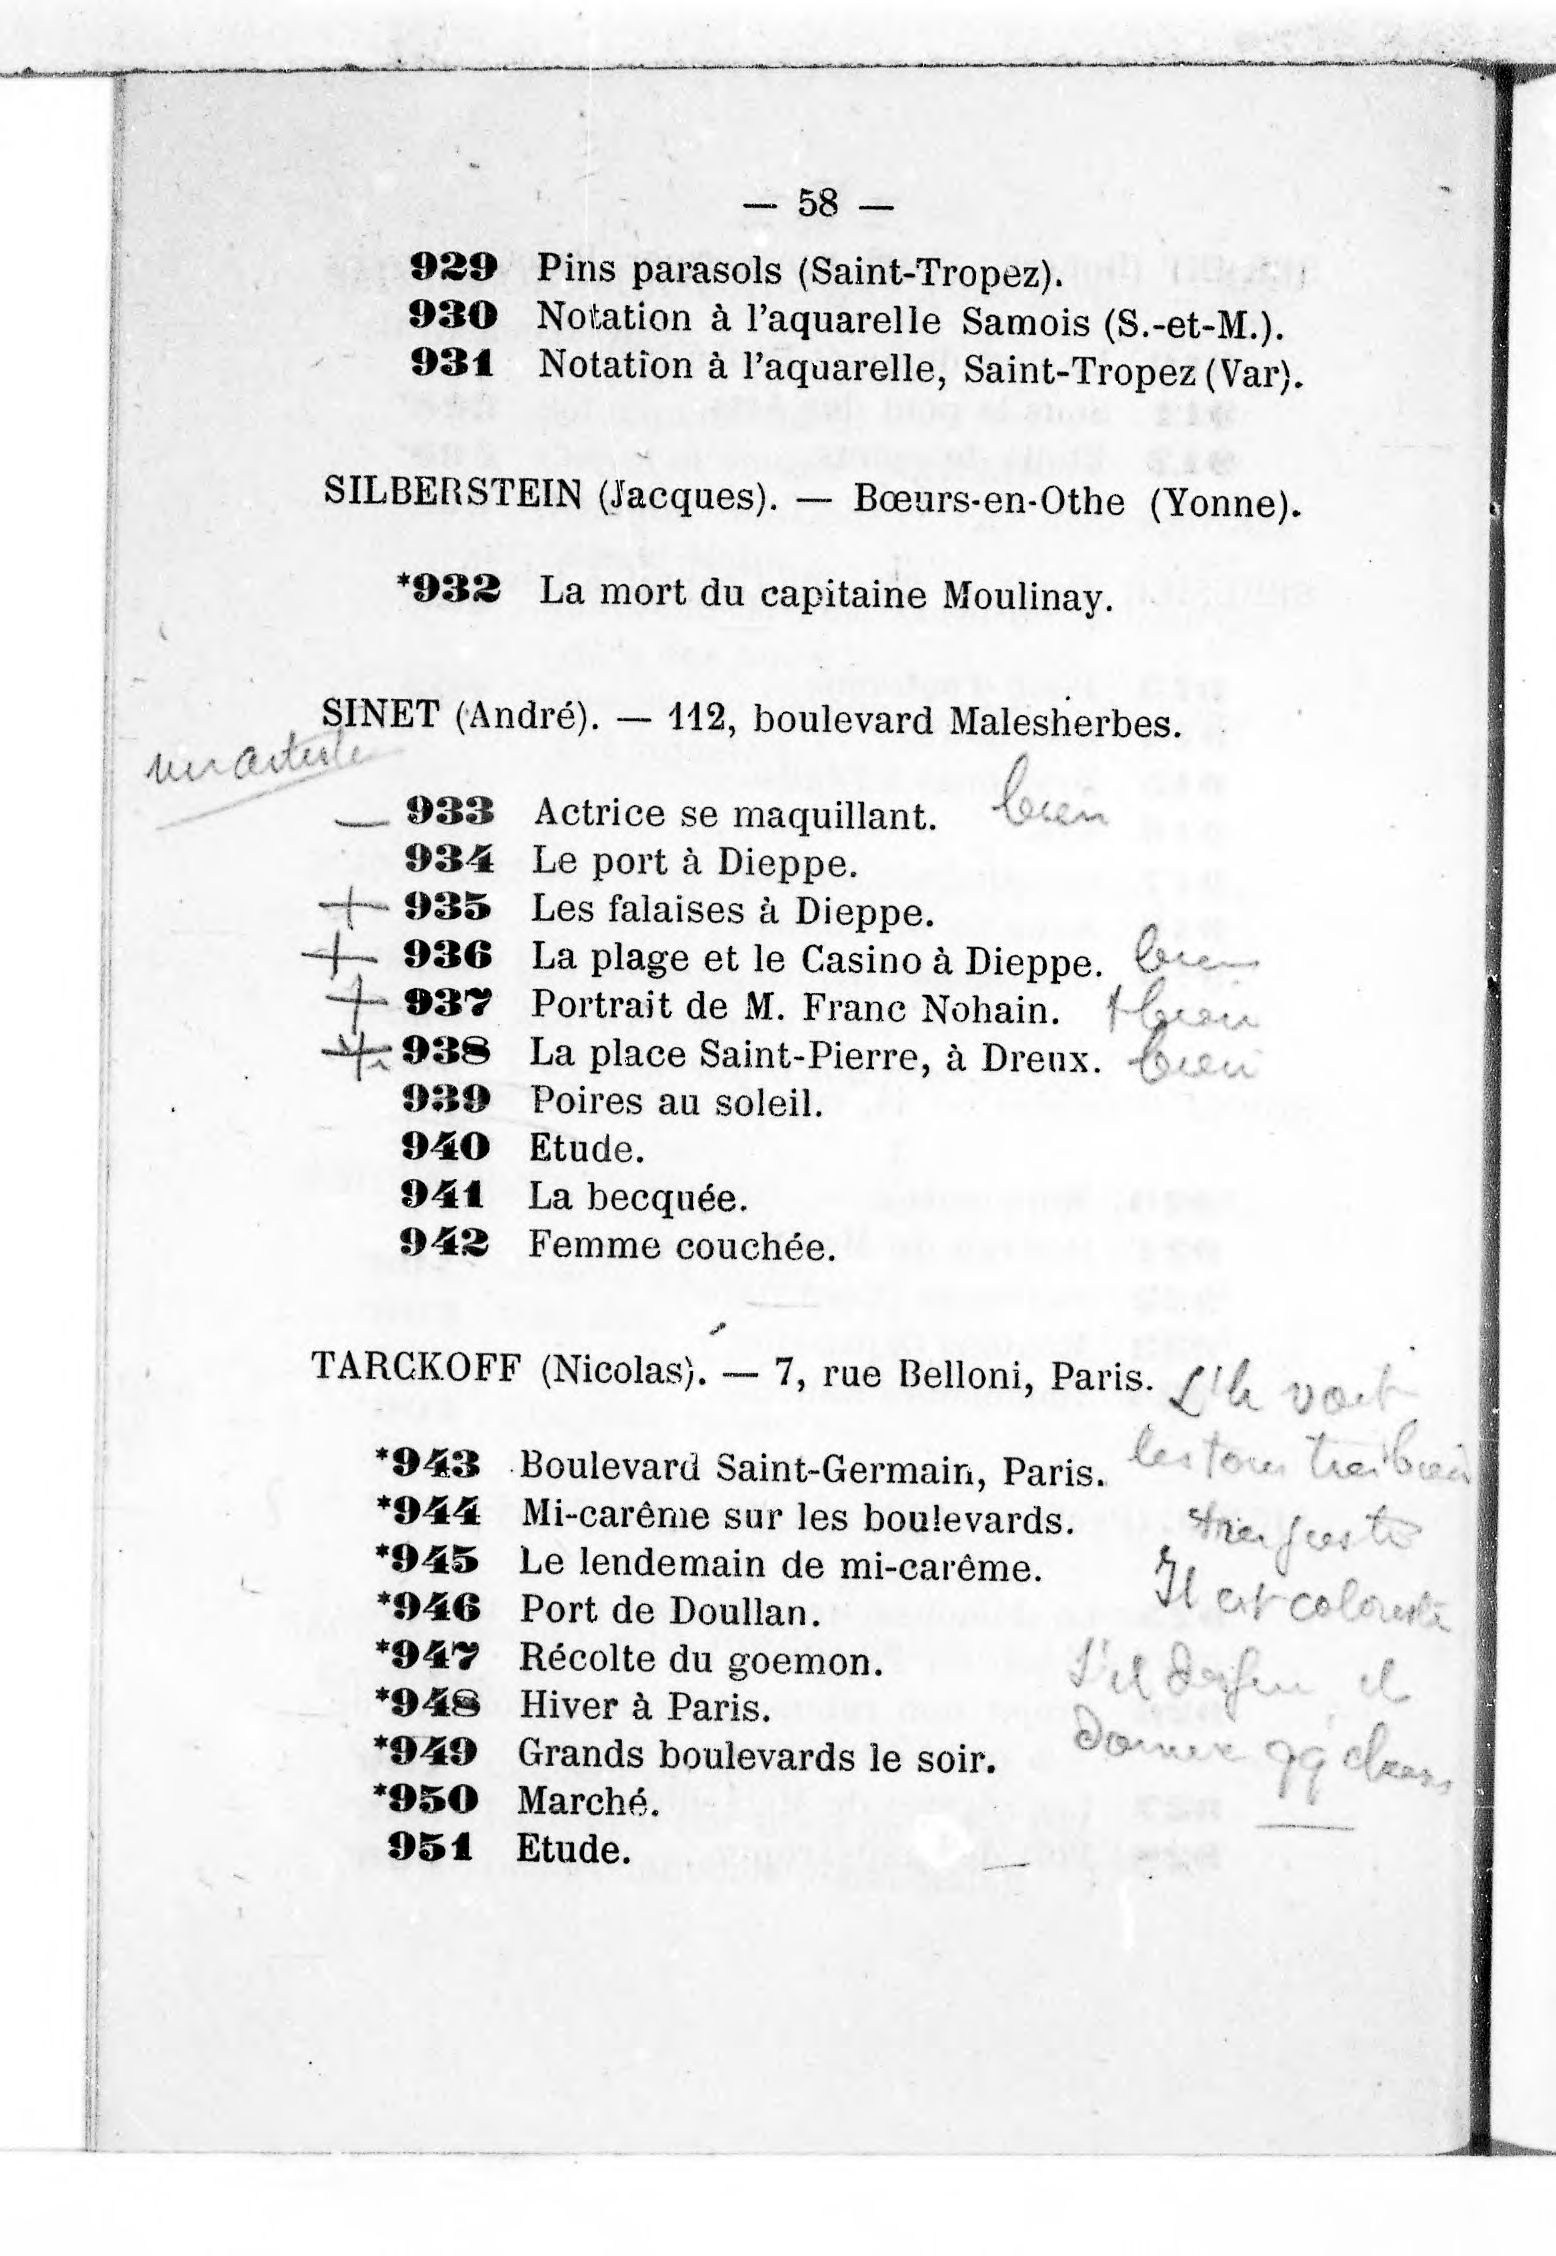 — 58 —
929 Pins parasols (Saint-Tropez).
930 Notation à l'aquarelle Samois (S.-et-M.).
931 Notation à l'aquarelle, Saint-Tropez (Var).
SILBERSTEIN (Jacques). — Bœurs-en-Othe (Yonne).
*932 La mort du capitaine Moulinay.
SINET (André). — 112, boulevard Malesherbes.
un artiste
— 933 Actrice se maquillant. bien
934 Le port à Dieppe.
+ 935 Les falaises à Dieppe.
+ 936 La plage et le Casino à Dieppe. bien
+ 937 Portrait de M. Franc Nohain. t bien
+ 938 La place Saint-Pierre, à Dreux. bien
939 Poires au soleil.
940 Etude.
941 La becquée.
942 Femme couchée.
TARCKOFF (Nicolas). — 7, rue Belloni, Paris.
voit
*943 Boulevard Saint-Germain, Paris. les tons très bien
*944 Mi-carême sur les boulevards. très juste
*945 Le lendemain de mi-carême. Il est coloriste
*946 Port de Doullan.
*947 Récolte du goemon. S'il il
*948 Hiver à Paris.
*949 Grands boulevards le soir. qq chose
*950 Marché.
951 Etude.